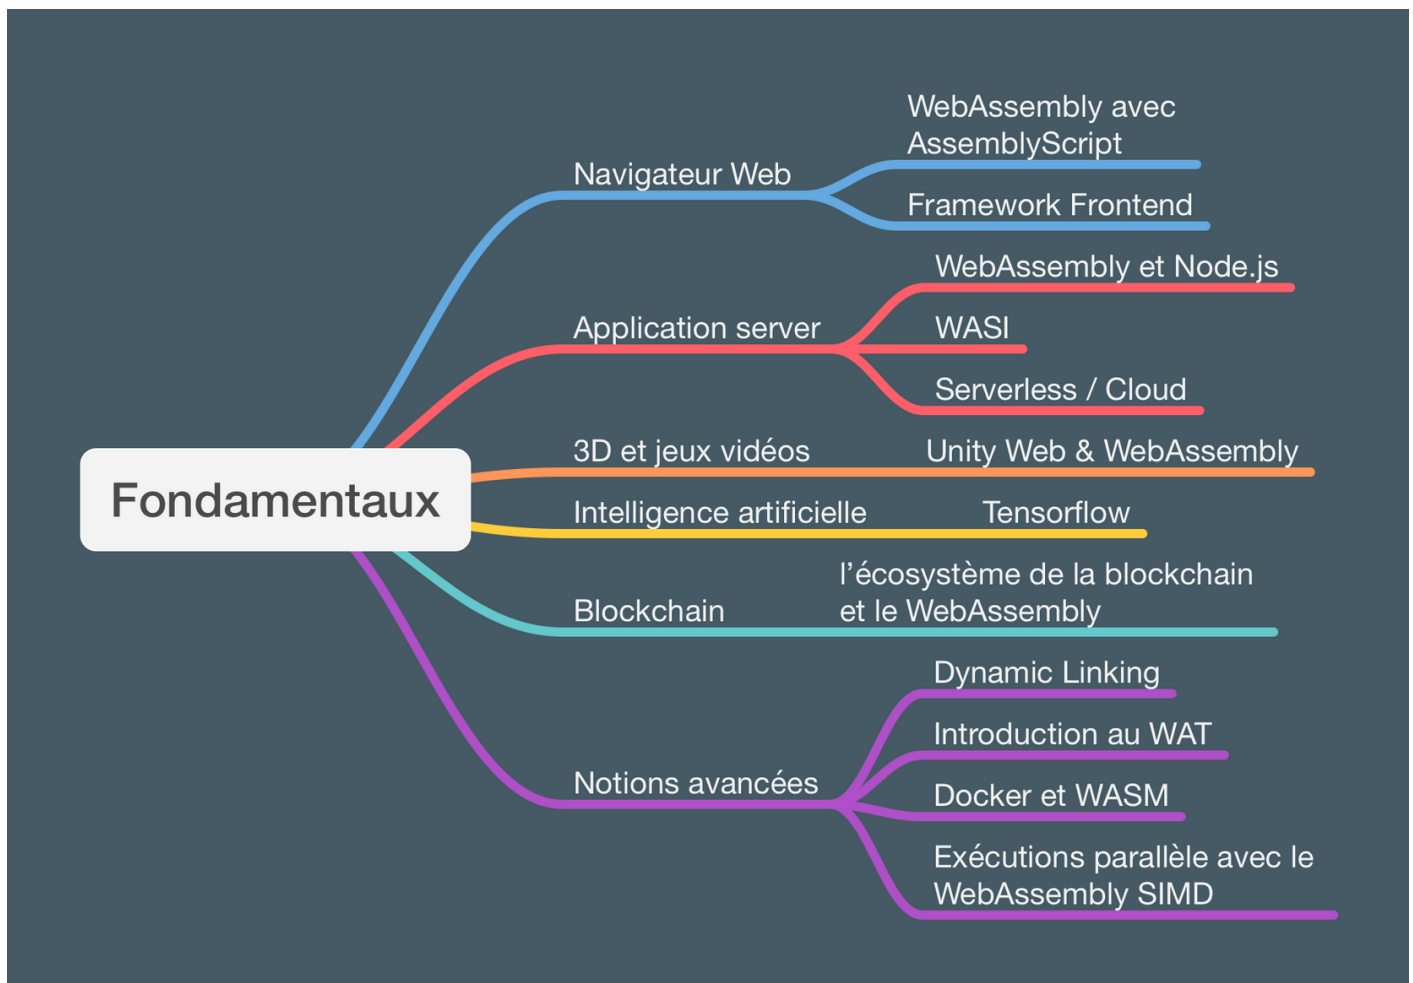 Fondamentaux
Navigateur Web
WebAssembly avec
AssemblyScript
Framework Frontend
Application server
WebAssembly et Node.js
WASI
Serverless / Cloud
3D et jeux vidéos
Unity Web & WebAssembly
Intelligence artificielle
Tensorflow
Blockchain
l’écosystème de la blockchain
et le WebAssembly
Notions avancées
Dynamic Linking
Introduction au WAT
Docker et WASM
Exécutions parallèle avec le
WebAssembly SIMD